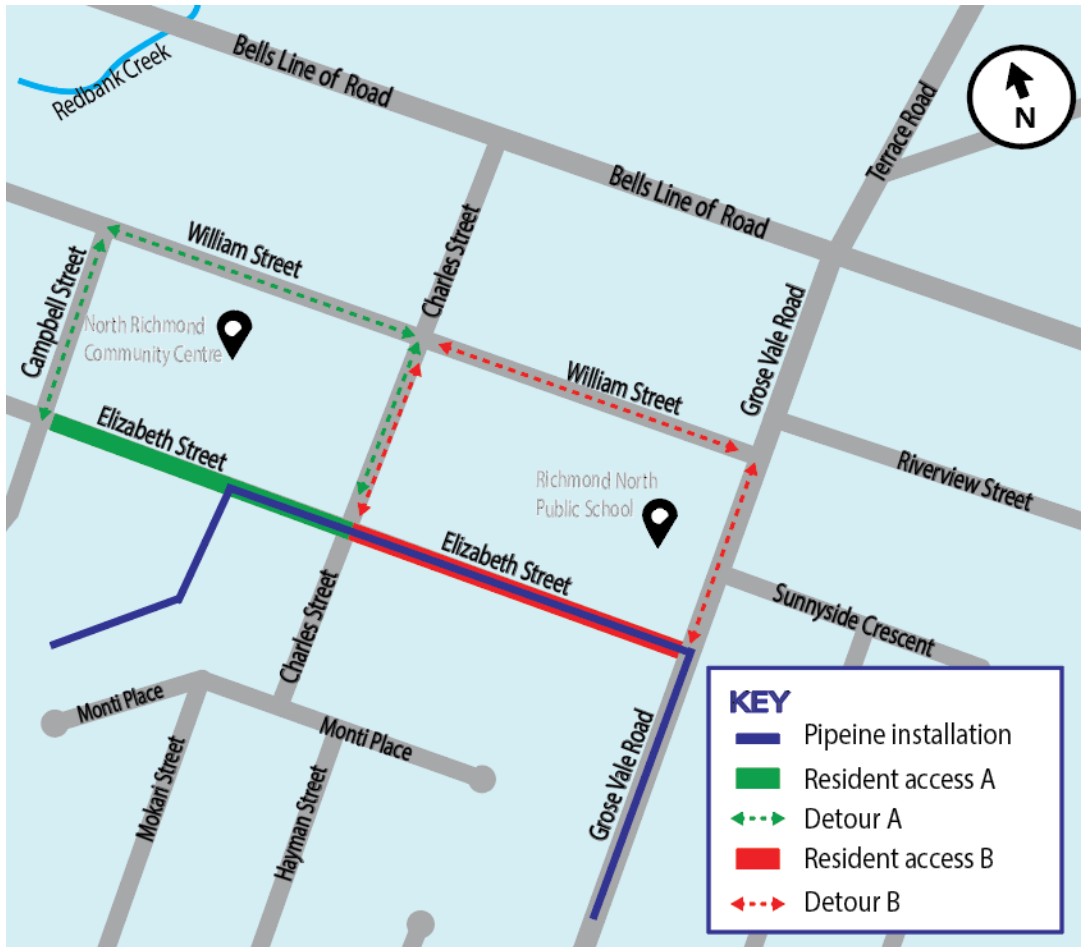 Redbank Creek
Bells Line of Road
Terrace Road
N
Bells Line of Road
William Street
Charles Street
Campbell Street
North Richmond
Community Centre
Grose Vale Road
William Street
Elizabeth Street
Riverview Street
Richmond North
Public School
Elizabeth Street
Sunnyside Crescent
Charles Street
Monti Place
Monti Place
Mokari Street
Hayman Street
Grose Vale Road
KEY
Pipeine installation
Resident access A
Detour A
Resident access B
Detour B